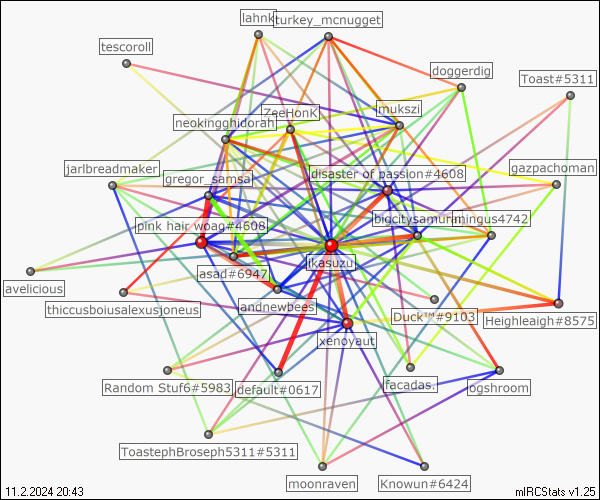 lahnk
turkey_mcnugget
tescoroll
doggerdig
Toast#5311
ZeeHonK
mukszi
neokingghidorah
jarlbreadmaker
gregor_samsa
disaster of passion#4608
gazpachoman
pink hair woag#4608
bigcitysamurai
mingus4742
asad#6947
ikasuzu
avelicious
landnewbees
thiccusboiusalexusjoneus
Duck™#9103
Heighleaigh#8575
xenoyaut
Random Stuf6#5983
default#0617
facadas.
ogshroom
ToastephBroseph5311#5311
moonraven
Knowun#6424
11.2.2024 20:43
mIRCStats v1.25